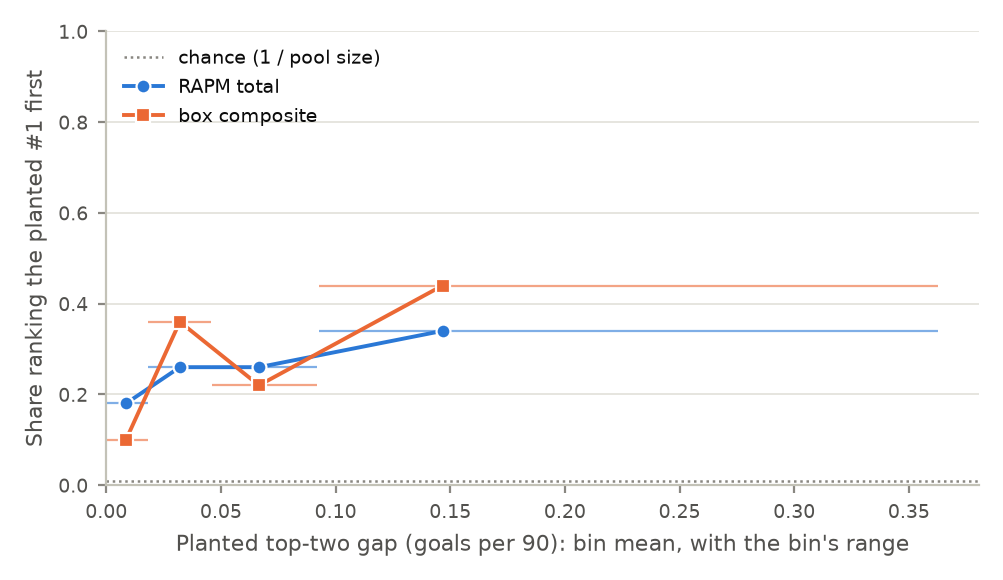 chance (1 / pool size)
RAPM total
box composite
Share ranking the planted #1 first
1.0
0.8
0.6
0.4
0.2
0.0
0.00 0.05 0.10 0.15 0.20 0.25 0.30 0.35
Planted top-two gap (goals per 90): bin mean, with the bin's range